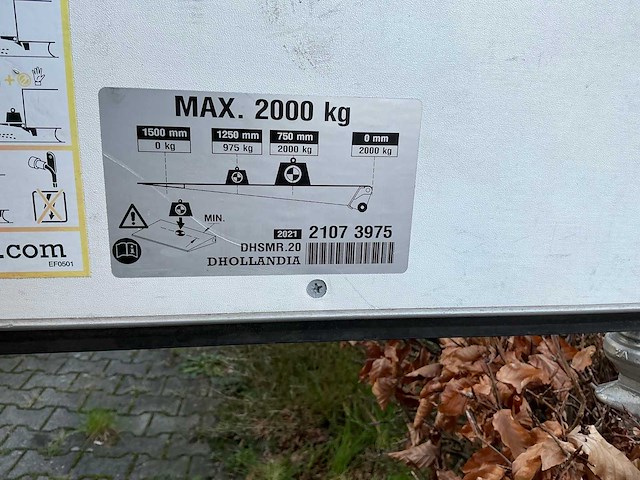 MAX. 2000 kg
1500 mm 1250 mm 750 mm 0 mm
0 kg 975 kg 2000 kg 2000 kg
MIN.
2021 2107 3975
DHSMR.20
DHOLLANDIA
.com
EF0501